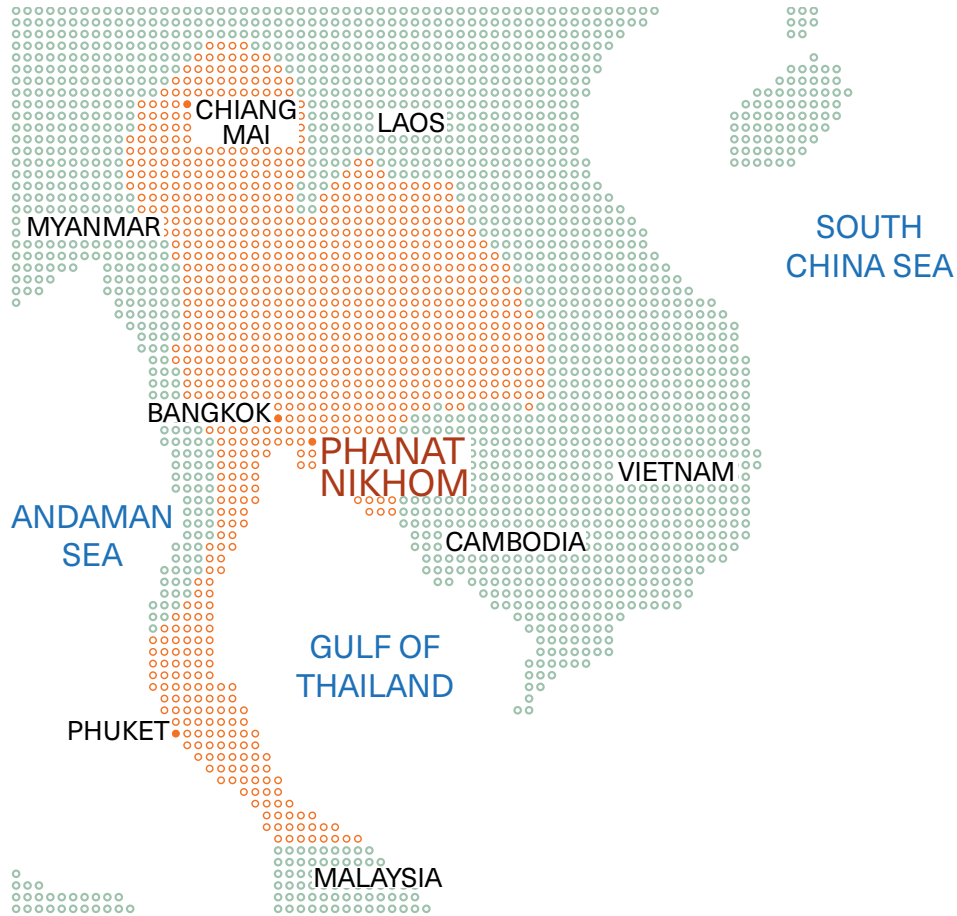 CHIANG
MAI
LAOS
MYANMAR
SOUTH
CHINA SEA
BANGKOK
PHANAT
NIKHOM
VIETNAM
ANDAMAN
SEA
CAMBODIA
GULF OF
THAILAND
PHUKET
MALAYSIA